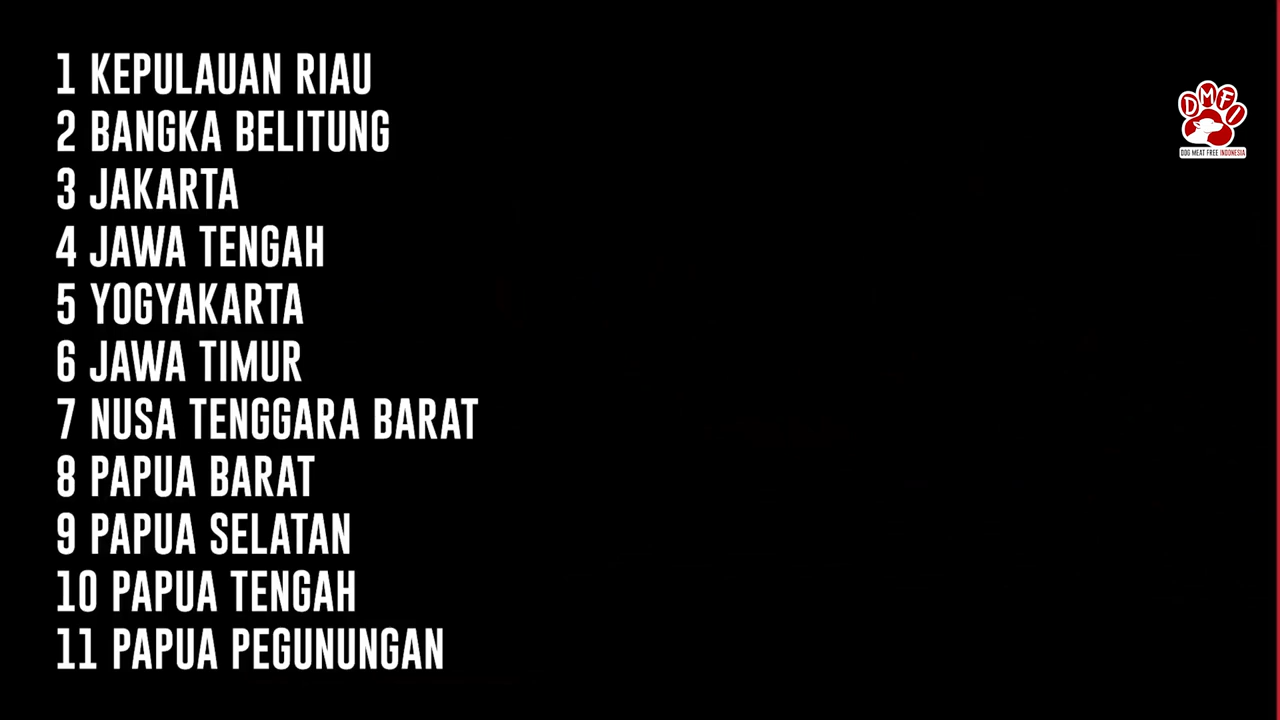 1 KEPULAUAN RIAU
2 BANGKA BELITUNG
3 JAKARTA
4 JAWA TENGAH
5 YOGYAKARTA
6 JAWA TIMUR
7 NUSA TENGGARA BARAT
8 PAPUA BARAT
9 PAPUA SELATAN
10 PAPUA TENGAH
11 PAPUA PEGUNUNGAN
DMFI
DOG MEAT FREE INDONESIA